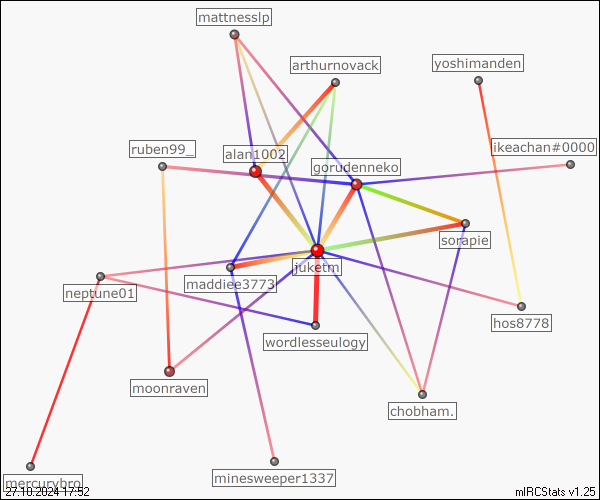 mattnesslp
arthurnovack
yoshimanden
ruben99_
alan1002
ikeachan#0000
gorudenneko
sorapie
juketm
maddiee3773
neptune01
hos8778
wordlesseulogy
moonraven
chobham.
minesweeper1337
mercurybro
27.10.2024 17:52
mIRCStats v1.25